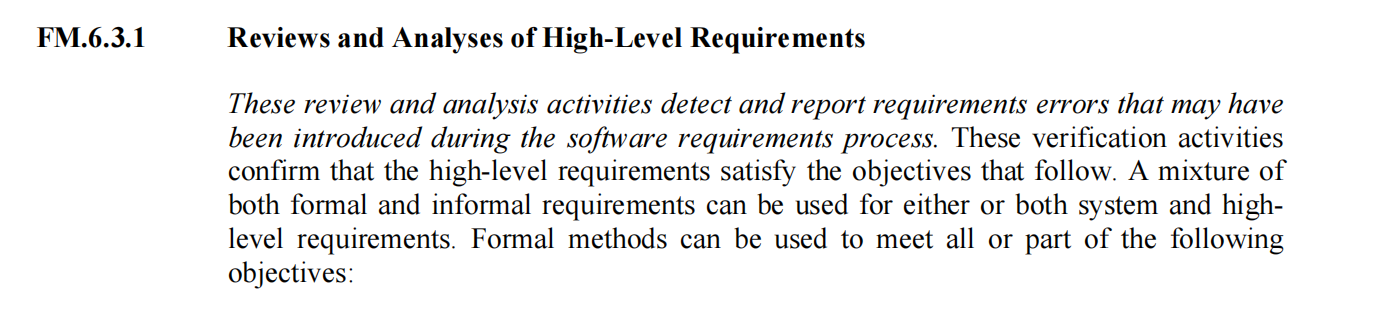 FM.6.3.1 Reviews and Analyses of High-Level Requirements
These review and analysis activities detect and report requirements errors that may have
been introduced during the software requirements process. These verification activities
confirm that the high-level requirements satisfy the objectives that follow. A mixture of
both formal and informal requirements can be used for either or both system and high-
level requirements. Formal methods can be used to meet all or part of the following
objectives: